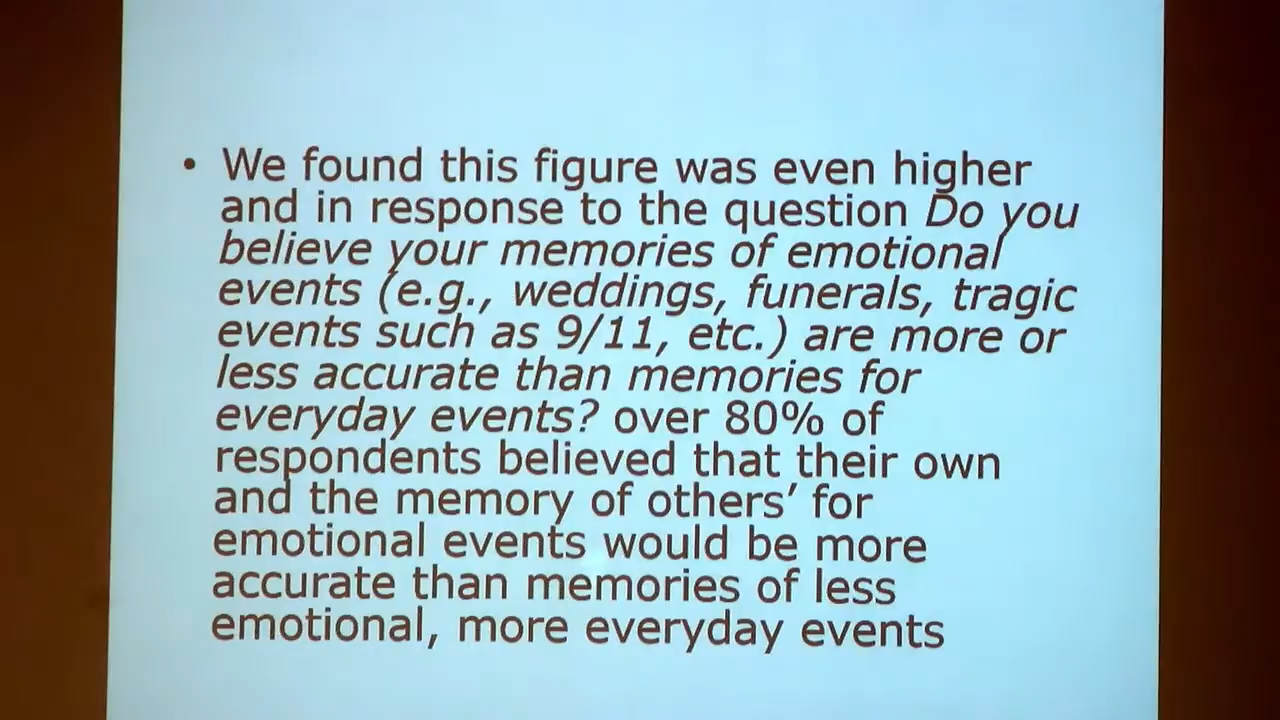 • We found this figure was even higher
and in response to the question Do you
believe your memories of emotional
events (e.g., weddings, funerals, tragic
events such as 9/11, etc.) are more or
less accurate than memories for
everyday events? over 80% of
respondents believed that their own
and the memory of others’ for
emotional events would be more
accurate than memories of less
emotional, more everyday events